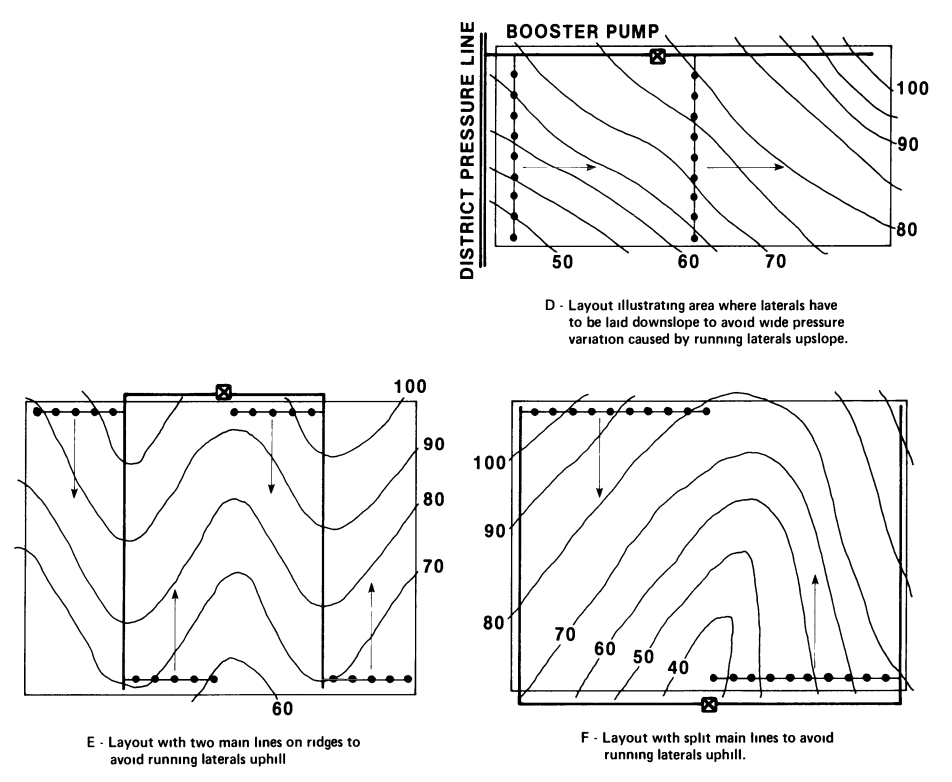 BOOSTER PUMP
DISTRICT PRESSURE LINE
100
90
80
50
60
70
D - Layout illustrating area where laterals have
to be laid downslope to avoid wide pressure
variation caused by running laterals upslope.
100
90
80
70
60
E - Layout with two main lines on ridges to
avoid running laterals uphill
100
90
80
70
60
50
40
F - Layout with split main lines to avoid
running laterals uphill.